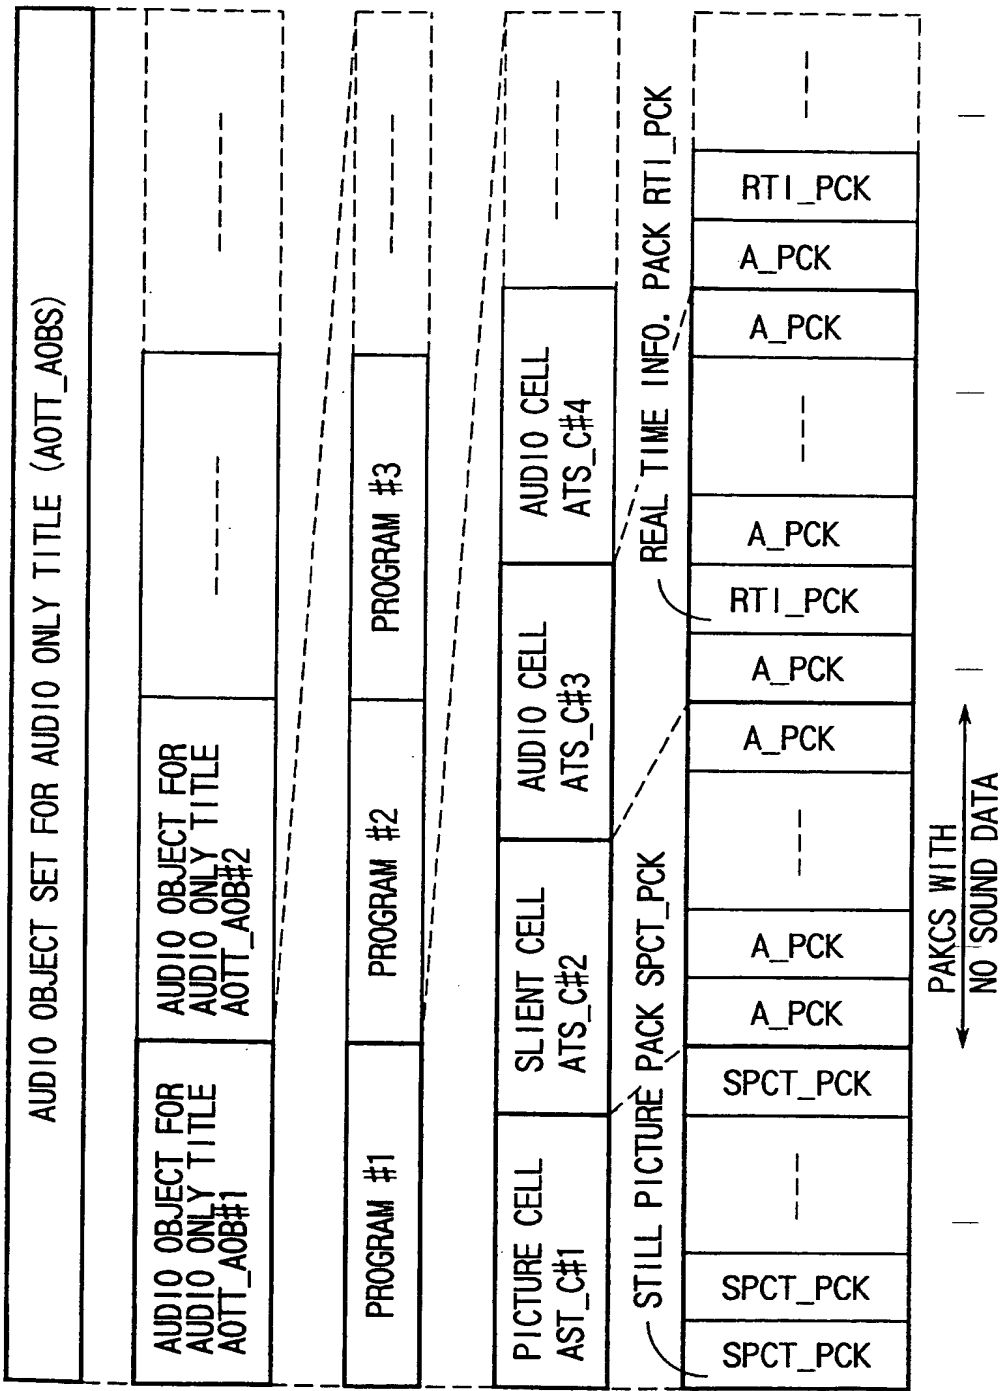 AUDIO OBJECT SET FOR AUDIO ONLY TITLE (AOTT_AOBS)
AUDIO OBJECT FOR
AUDIO ONLY TITLE
AOTT_AOB#1
AUDIO OBJECT FOR
AUDIO ONLY TITLE
AOTT_AOB#2
PROGRAM #1
PROGRAM #2
PROGRAM #3
PICTURE CELL
AST_C#1
SLIENT CELL
ATS_C#2
AUDIO CELL
ATS_C#3
AUDIO CELL
ATS_C#4
STILL PICTURE PACK SPCT_PCK
REAL TIME INFO. PACK RTI_PCK
SPCT_PCK
SPCT_PCK
SPCT_PCK
A_PCK
A_PCK
A_PCK
A_PCK
RTI_PCK
A_PCK
A_PCK
A_PCK
RTI_PCK
PAKCS WITH
NO SOUND DATA